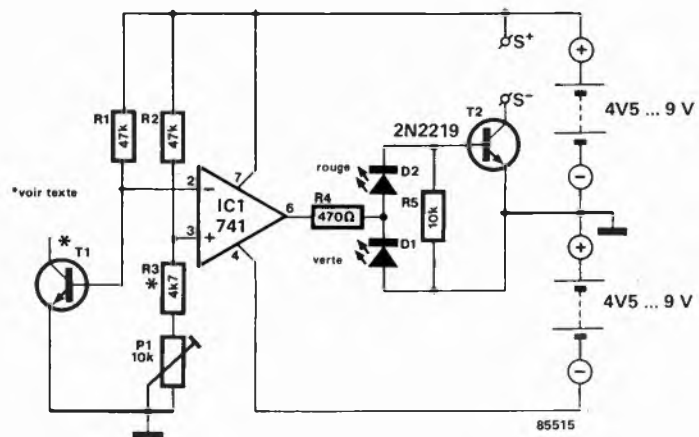 S+
+
R1
47k
R2
47k
S-
T2
2N2219
4V5 ... 9 V
*voir texte
rouge
D2
2
-
7
IC1
741
6
R4
470Ω
R5
10k
-
3
+
4
verte
D1
*
T1
R3
*
4k7
+
4V5 ... 9 V
P1
10k
-
85515